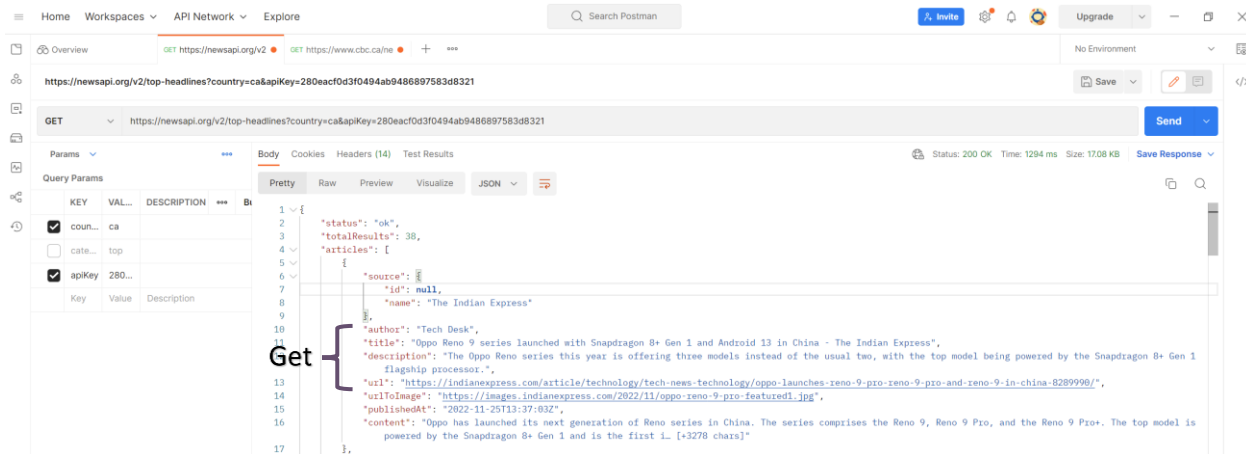 Home Workspaces API Network Explore Search Postman Invite Upgrade
Overview GET https://newsapi.org/v2 GET https://www.cbc.ca/ne + ooo No Environment
https://newsapi.org/v2/top-headlines?country=ca&apiKey=280eacf0d3f0494ab9486897583d8321 Save
GET https://newsapi.org/v2/top-headlines?country=ca&apiKey=280eacf0d3f0494ab9486897583d8321 Send
Params ooo Body Cookies Headers (14) Test Results Status: 200 OK Time: 1294 ms Size: 17.08 KB Save Response
Query Params Pretty Raw Preview Visualize JSON
KEY VAL... DESCRIPTION ooo Bu
coun... ca
cate... top
apiKey 280...
Key Value Description
1 {
2 "status": "ok",
3 "totalResults": 38,
4 "articles": [
5 {
6 "source": {
7 "id": null,
8 "name": "The Indian Express"
9 },
10 "author": "Tech Desk",
11 "title": "Oppo Reno 9 series launched with Snapdragon 8+ Gen 1 and Android 13 in China - The Indian Express",
Get
"description": "The Oppo Reno series this year is offering three models instead of the usual two, with the top model being powered by the Snapdragon 8+ Gen 1
flagship processor.",
13 "url": "https://indianexpress.com/article/technology/tech-news-technology/oppo-launches-reno-9-pro-reno-9-pro-and-reno-9-in-china-8289990/",
14 "urlToImage": "https://images.indianexpress.com/2022/11/oppo-reno-9-pro-featured1.jpg",
15 "publishedAt": "2022-11-25T13:37:03Z",
16 "content": "Oppo has launched its next generation of Reno series in China. The series comprises the Reno 9, Reno 9 Pro, and the Reno 9 Pro+. The top model is
powered by the Snapdragon 8+ Gen 1 and is the first i… [+3278 chars]"
17 },